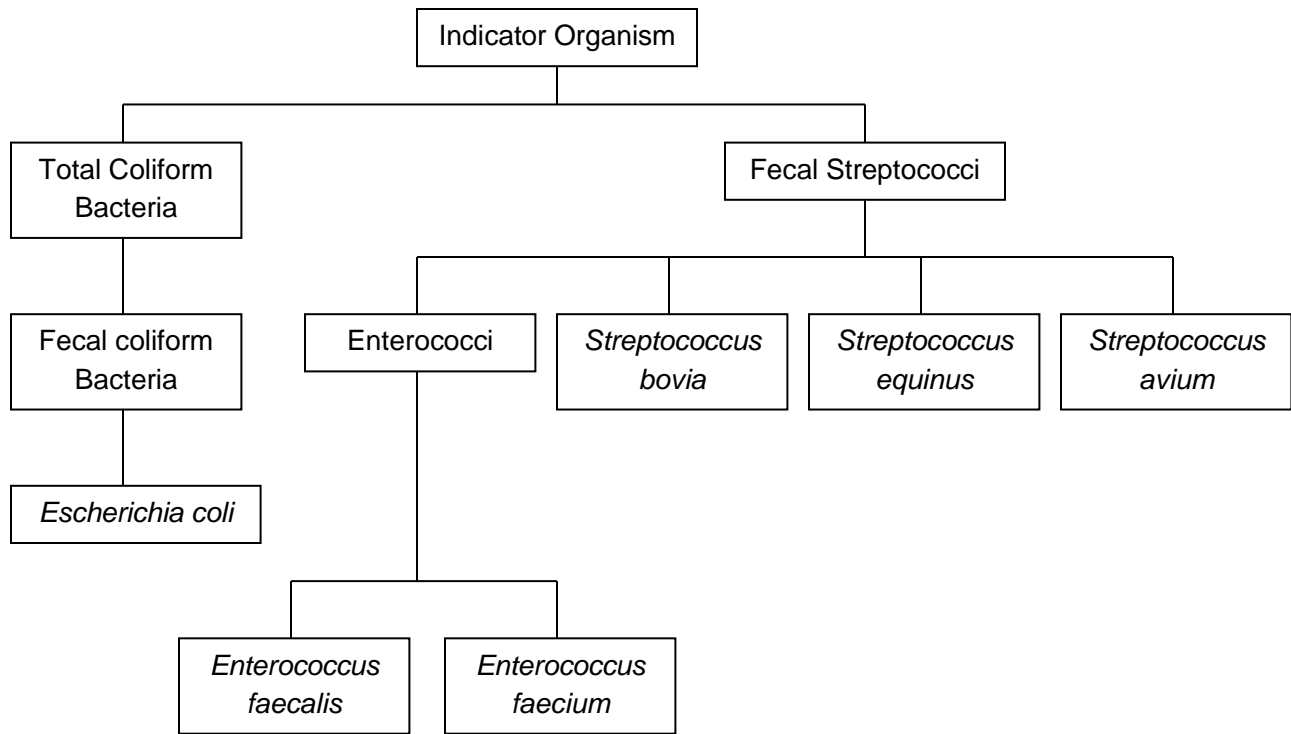 Indicator Organism
Total Coliform
Bacteria
Fecal Streptococci
Fecal coliform
Bacteria
Enterococci
Streptococcus
bovia
Streptococcus
equinus
Streptococcus
avium
Escherichia coli
Enterococcus
faecalis
Enterococcus
faecium